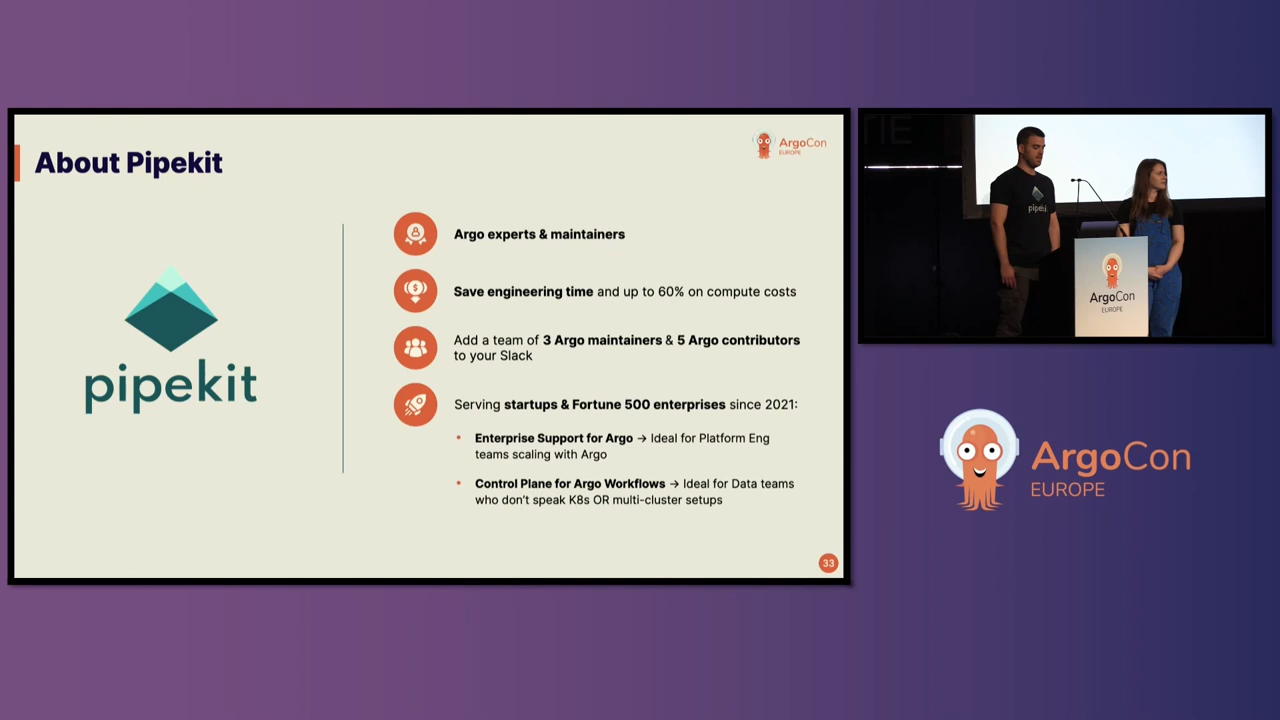 About Pipekit
ArgoCon
EUROPE
pipekit
Argo experts & maintainers
Save engineering time and up to 60% on compute costs
Add a team of 3 Argo maintainers & 5 Argo contributors
to your Slack
Serving startups & Fortune 500 enterprises since 2021:
• Enterprise Support for Argo → Ideal for Platform Eng
teams scaling with Argo
• Control Plane for Argo Workflows → Ideal for Data teams
who don't speak K8s OR multi-cluster setups
33
pipekit
ArgoCon
EUROPE
ArgoCon
EUROPE